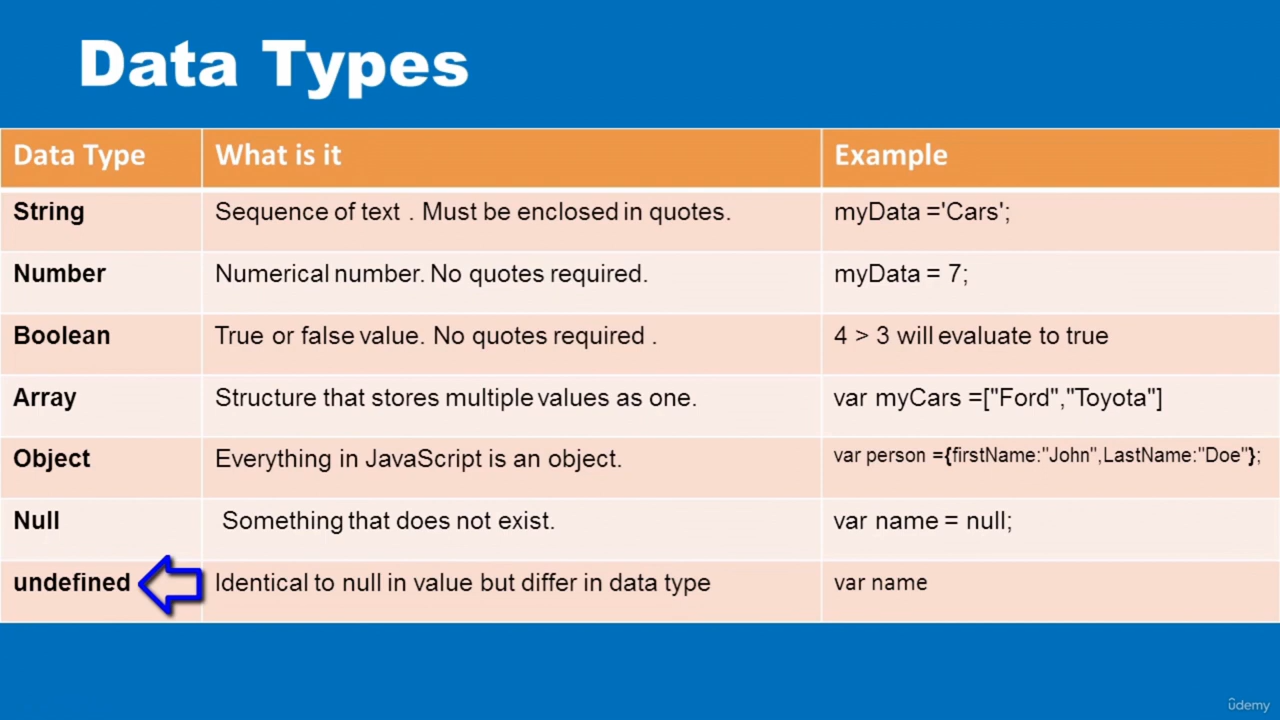 Data Types
Data Type What is it Example
String Sequence of text . Must be enclosed in quotes. myData ='Cars';
Number Numerical number. No quotes required. myData = 7;
Boolean True or false value. No quotes required . 4 > 3 will evaluate to true
Array Structure that stores multiple values as one. var myCars =["Ford","Toyota"]
Object Everything in JavaScript is an object. var person ={firstName:"John",LastName:"Doe"};
Null Something that does not exist. var name = null;
undefined Identical to null in value but differ in data type var name
ûdemy